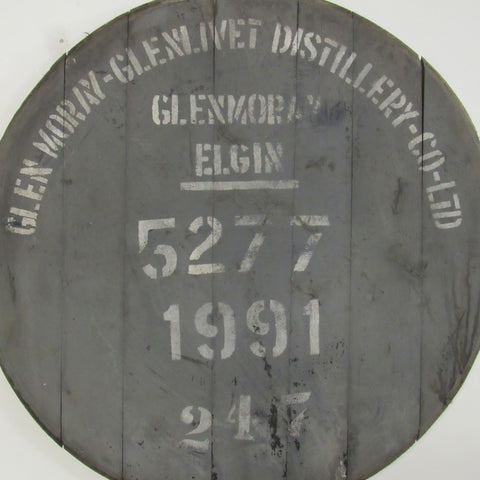 GLEN-MORAY-GLENLIVET DISTILLERY-CO-LTD
GLENMORAY
ELGIN
5277
1991
247